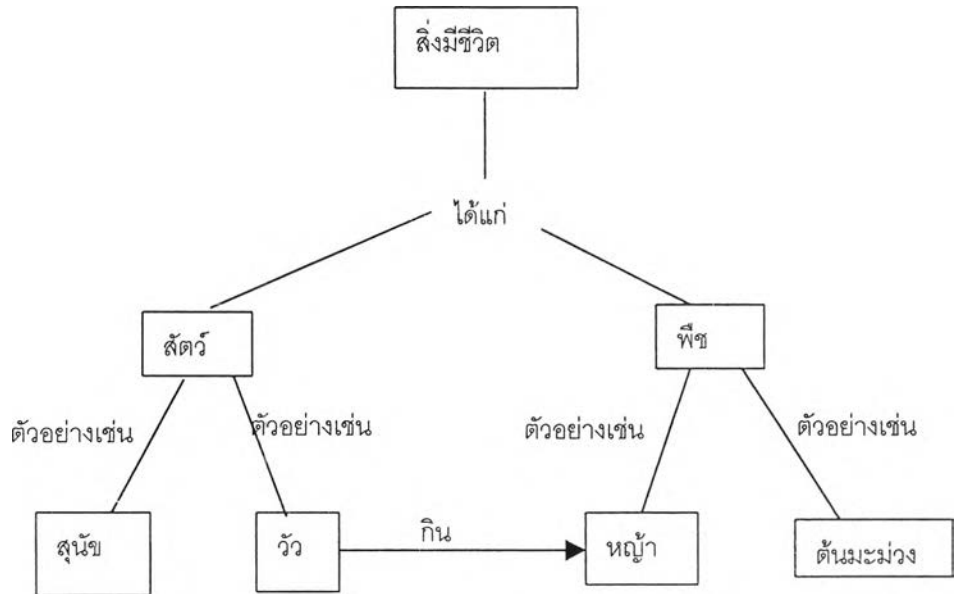 สิ่งมีชีวิต
ได้แก่
สัตว์
พืช
ตัวอย่างเช่น
ตัวอย่างเช่น
ตัวอย่างเช่น
ตัวอย่างเช่น
สุนัข
วัว
กิน
หญ้า
ต้นมะม่วง